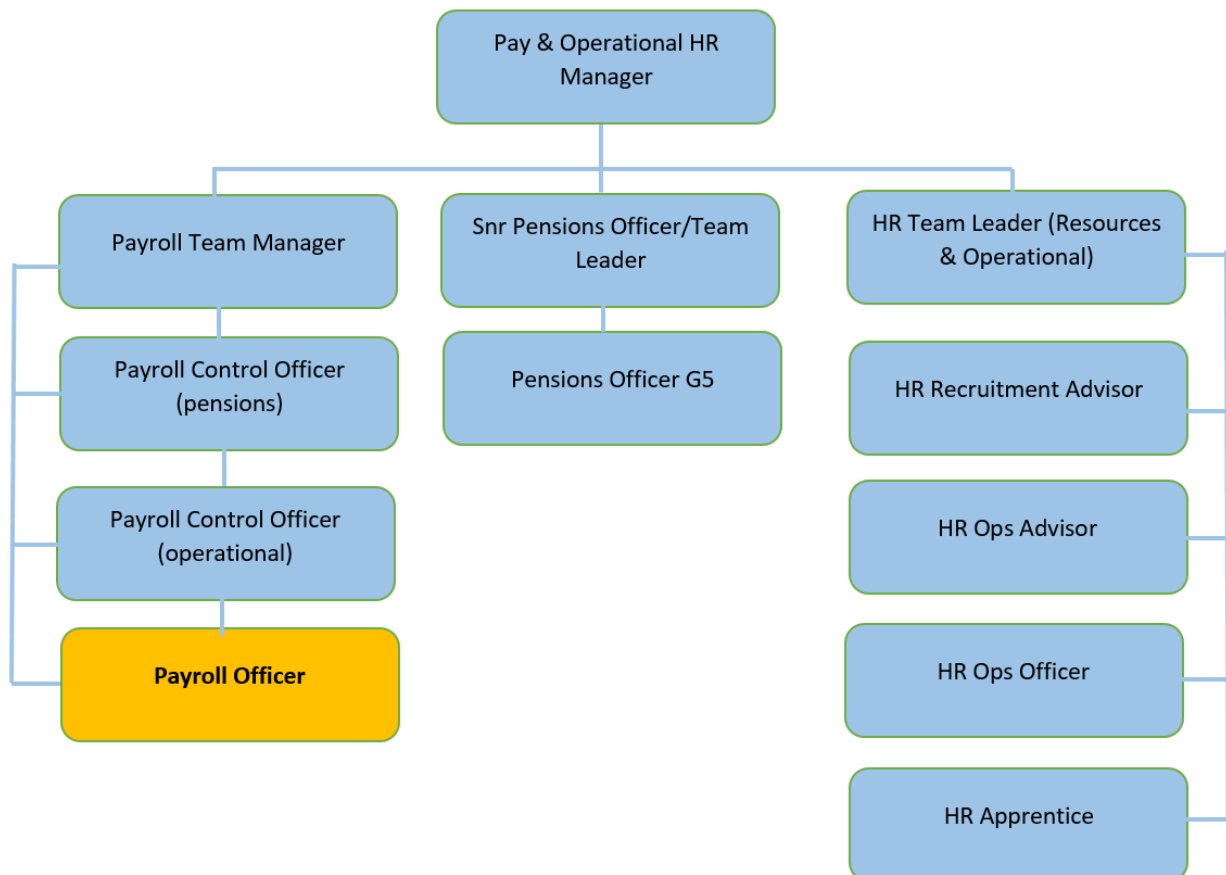 Pay & Operational HR
Manager
Payroll Team Manager
Snr Pensions Officer/Team
Leader
HR Team Leader (Resources
& Operational)
Payroll Control Officer
(pensions)
Pensions Officer G5
HR Recruitment Advisor
Payroll Control Officer
(operational)
HR Ops Advisor
Payroll Officer
HR Ops Officer
HR Apprentice